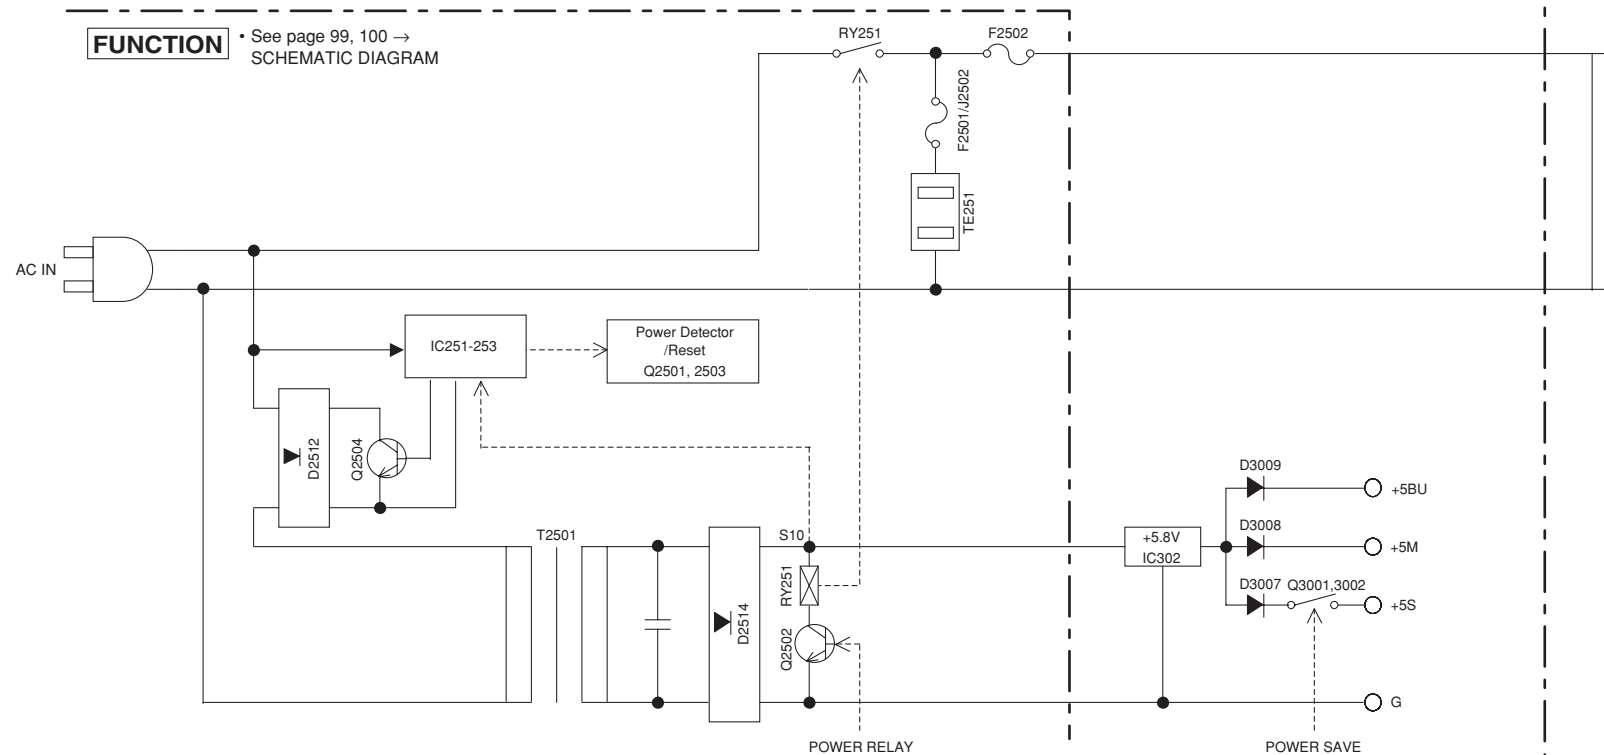 FUNCTION
• See page 99, 100 →
SCHEMATIC DIAGRAM
RY251
F2502
F2501/J2502
TE251
AC IN
IC251-253
Power Detector
/Reset
Q2501, 2503
D2512
Q2504
T2501
S10
RY251
D2514
Q2502
+5.8V
IC302
D3009
+5BU
D3008
+5M
D3007
Q3001,3002
+5S
G
POWER RELAY
POWER SAVE